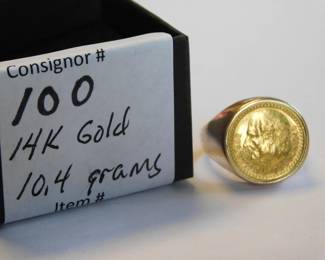 Consignor #
100
14K Gold
10.4 grams
Item #